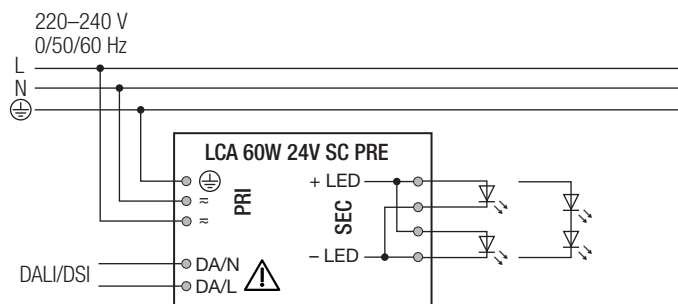 220–240 V
0/50/60 Hz
L
N
LCA 60W 24V SC PRE
PRI
≈
≈
+ LED
SEC
– LED
DALI/DSI
DA/N
DA/L